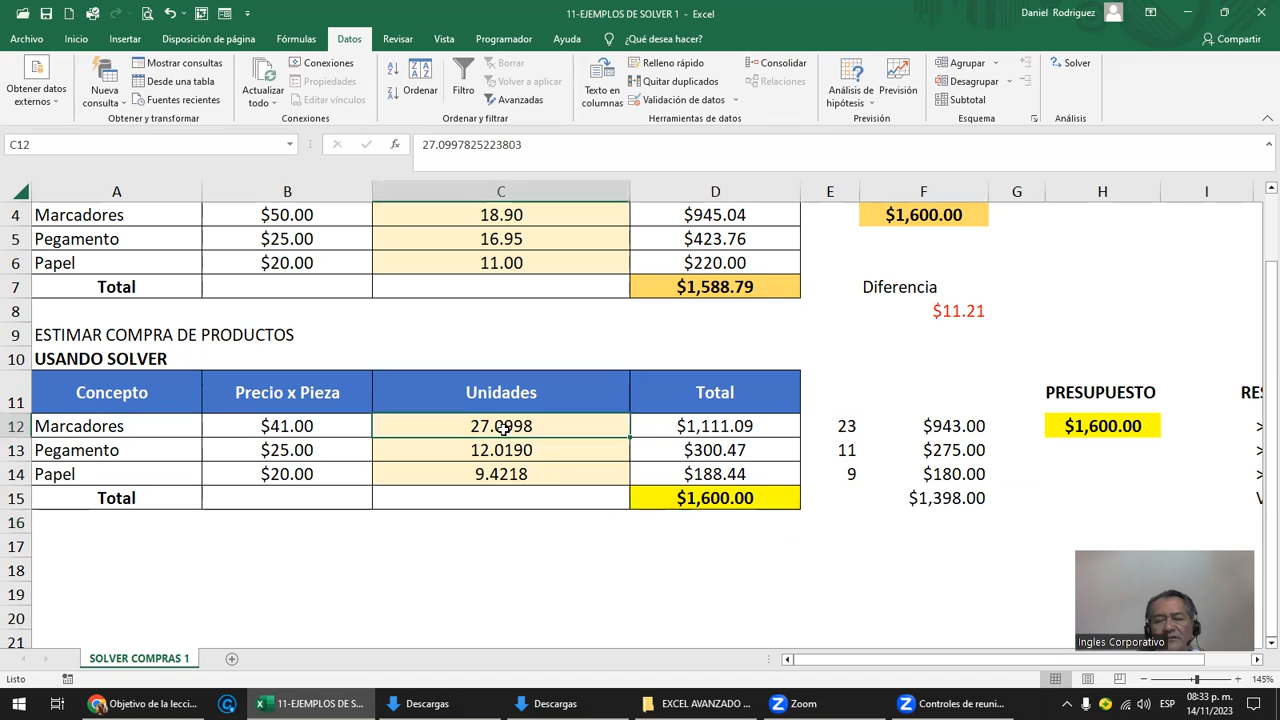 11-EJEMPLOS DE SOLVER 1 - Excel
Daniel Rodriguez
Archivo Inicio Insertar Disposición de página Fórmulas Datos Revisar Vista Programador Ayuda ¿Qué desea hacer? Compartir
Obtener datos externos
Nueva consulta
Mostrar consultas
Desde una tabla
Fuentes recientes
Obtener y transformar
Actualizar todo
Conexiones
Propiedades
Editar vínculos
Conexiones
Ordenar
Filtro
Borrar
Volver a aplicar
Avanzadas
Ordenar y filtrar
Texto en columnas
Relleno rápido
Quitar duplicados
Validación de datos
Consolidar
Relaciones
Herramientas de datos
Análisis de hipótesis
Previsión
Previsión
Agrupar
Desagrupar
Subtotal
Esquema
Solver
Análisis
C12 fx 27.0997825223803
A B C D E F G H I
4 Marcadores $50.00 18.90 $945.04 $1,600.00
5 Pegamento $25.00 16.95 $423.76
6 Papel $20.00 11.00 $220.00
7 Total $1,588.79 Diferencia
8 $11.21
9 ESTIMAR COMPRA DE PRODUCTOS
10 USANDO SOLVER
11 Concepto Precio x Pieza Unidades Total PRESUPUESTO RES
12 Marcadores $41.00 27.0998 $1,111.09 23 $943.00 $1,600.00 >
13 Pegamento $25.00 12.0190 $300.47 11 $275.00 >
14 Papel $20.00 9.4218 $188.44 9 $180.00 >
15 Total $1,600.00 $1,398.00 V
16
17
18
19
20
21
Ingles Corporativo
SOLVER COMPRAS 1
Listo 145%
Objetivo de la lecci... 11-EJEMPLOS DE S... Descargas Descargas EXCEL AVANZADO ... Zoom Controles de reuni... ESP 08:33 p. m.
14/11/2023